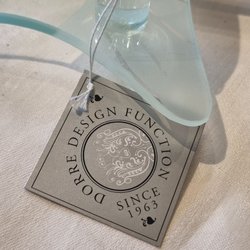 DORRE DESIGN FUNCTION
SINCE
1963